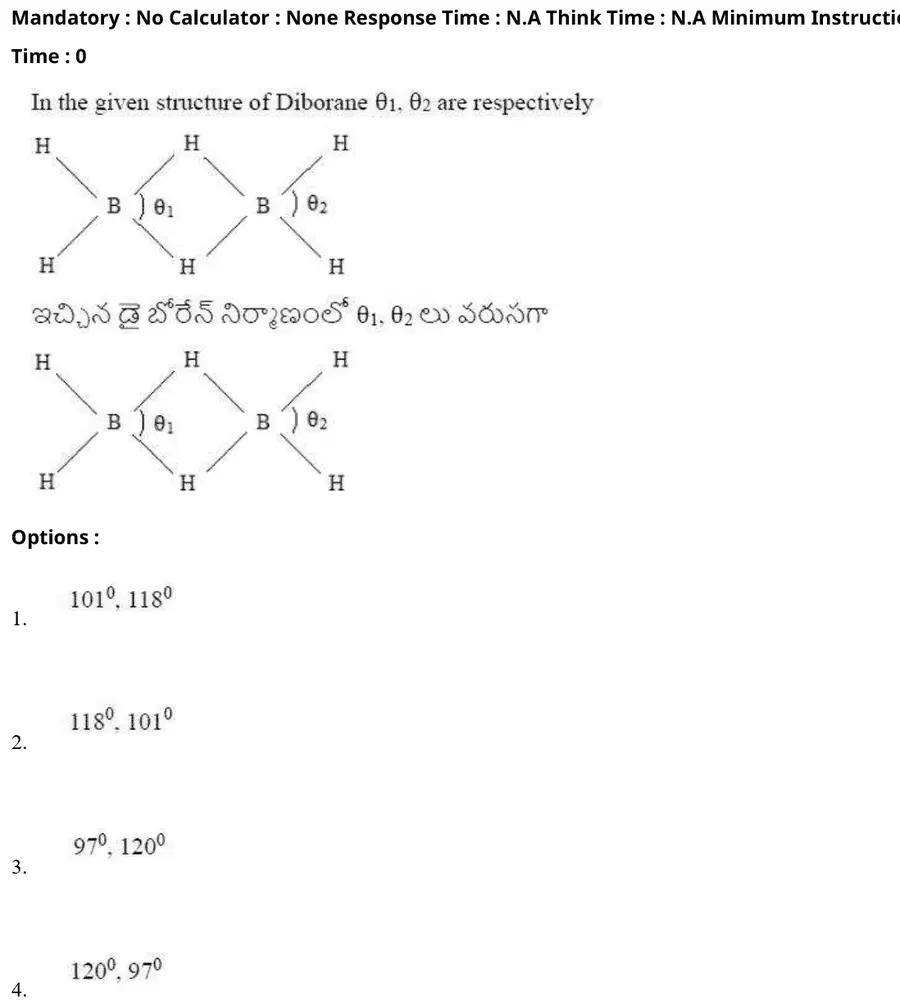 Mandatory : No Calculator : None Response Time : N.A Think Time : N.A Minimum Instructi
Time : 0
In the given structure of Diborane θ₁, θ₂ are respectively
H H H
B ) θ₁ B ) θ₂
H H H
ఇచ్చిన డై బోరేన్ నిర్మాణంలో θ₁, θ₂ లు వరుసగా
H H H
B ) θ₁ B ) θ₂
H H H
Options :
1. 101⁰, 118⁰
2. 118⁰, 101⁰
3. 97⁰, 120⁰
4. 120⁰, 97⁰